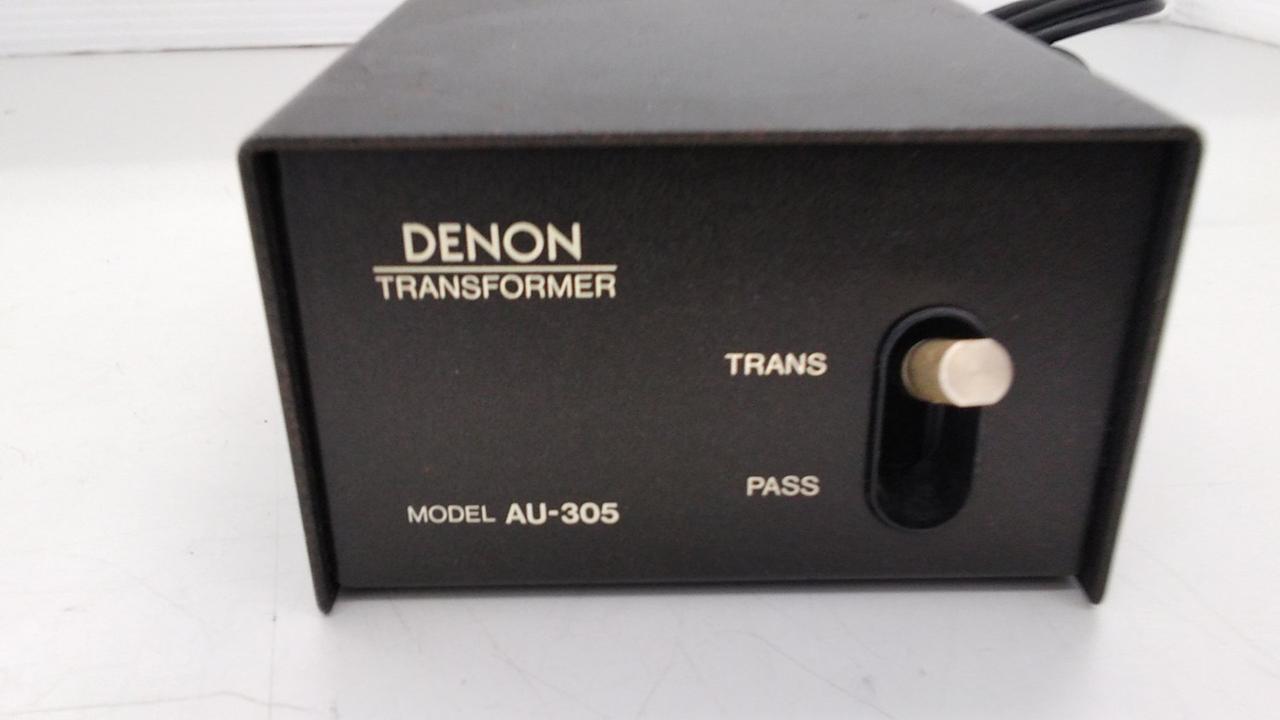 DENON
TRANSFORMER
TRANS
PASS
MODEL AU-305